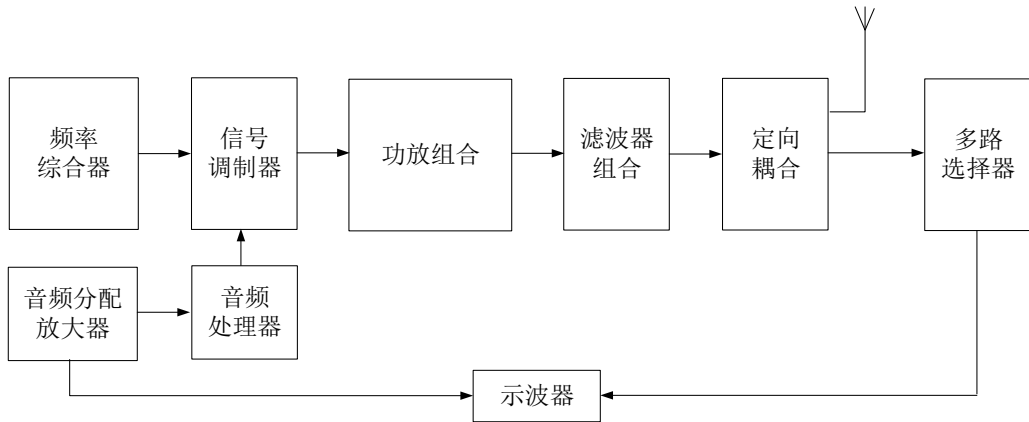 频率
综合器
信号
调制器
功放组合
滤波器
组合
定向
耦合
多路
选择器
音频分配
放大器
音频
处理器
示波器